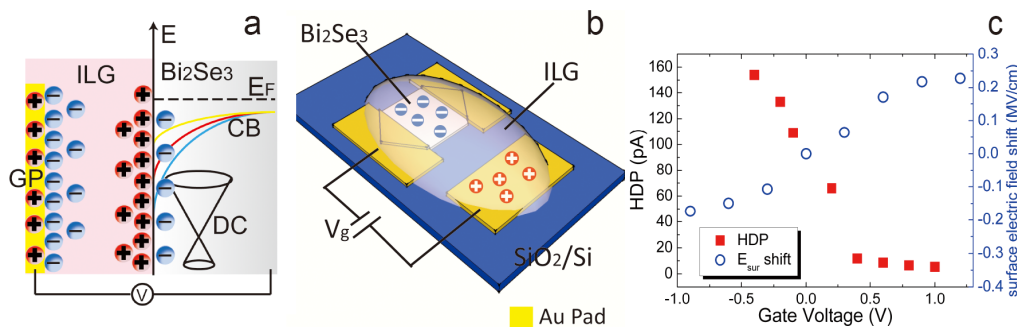 a
E
ILG
Bi₂Se₃
E_F
CB
GP
DC
V
b
Bi₂Se₃
ILG
V_g
SiO₂/Si
Au Pad
c
160
140
120
100
80
60
40
20
0
HDP (pA)
-1.0
-0.5
0.0
0.5
1.0
Gate Voltage (V)
0.3
0.2
0.1
0.0
-0.1
-0.2
-0.3
-0.4
surface electric field shift (MV/cm)
HDP
E_sur shift